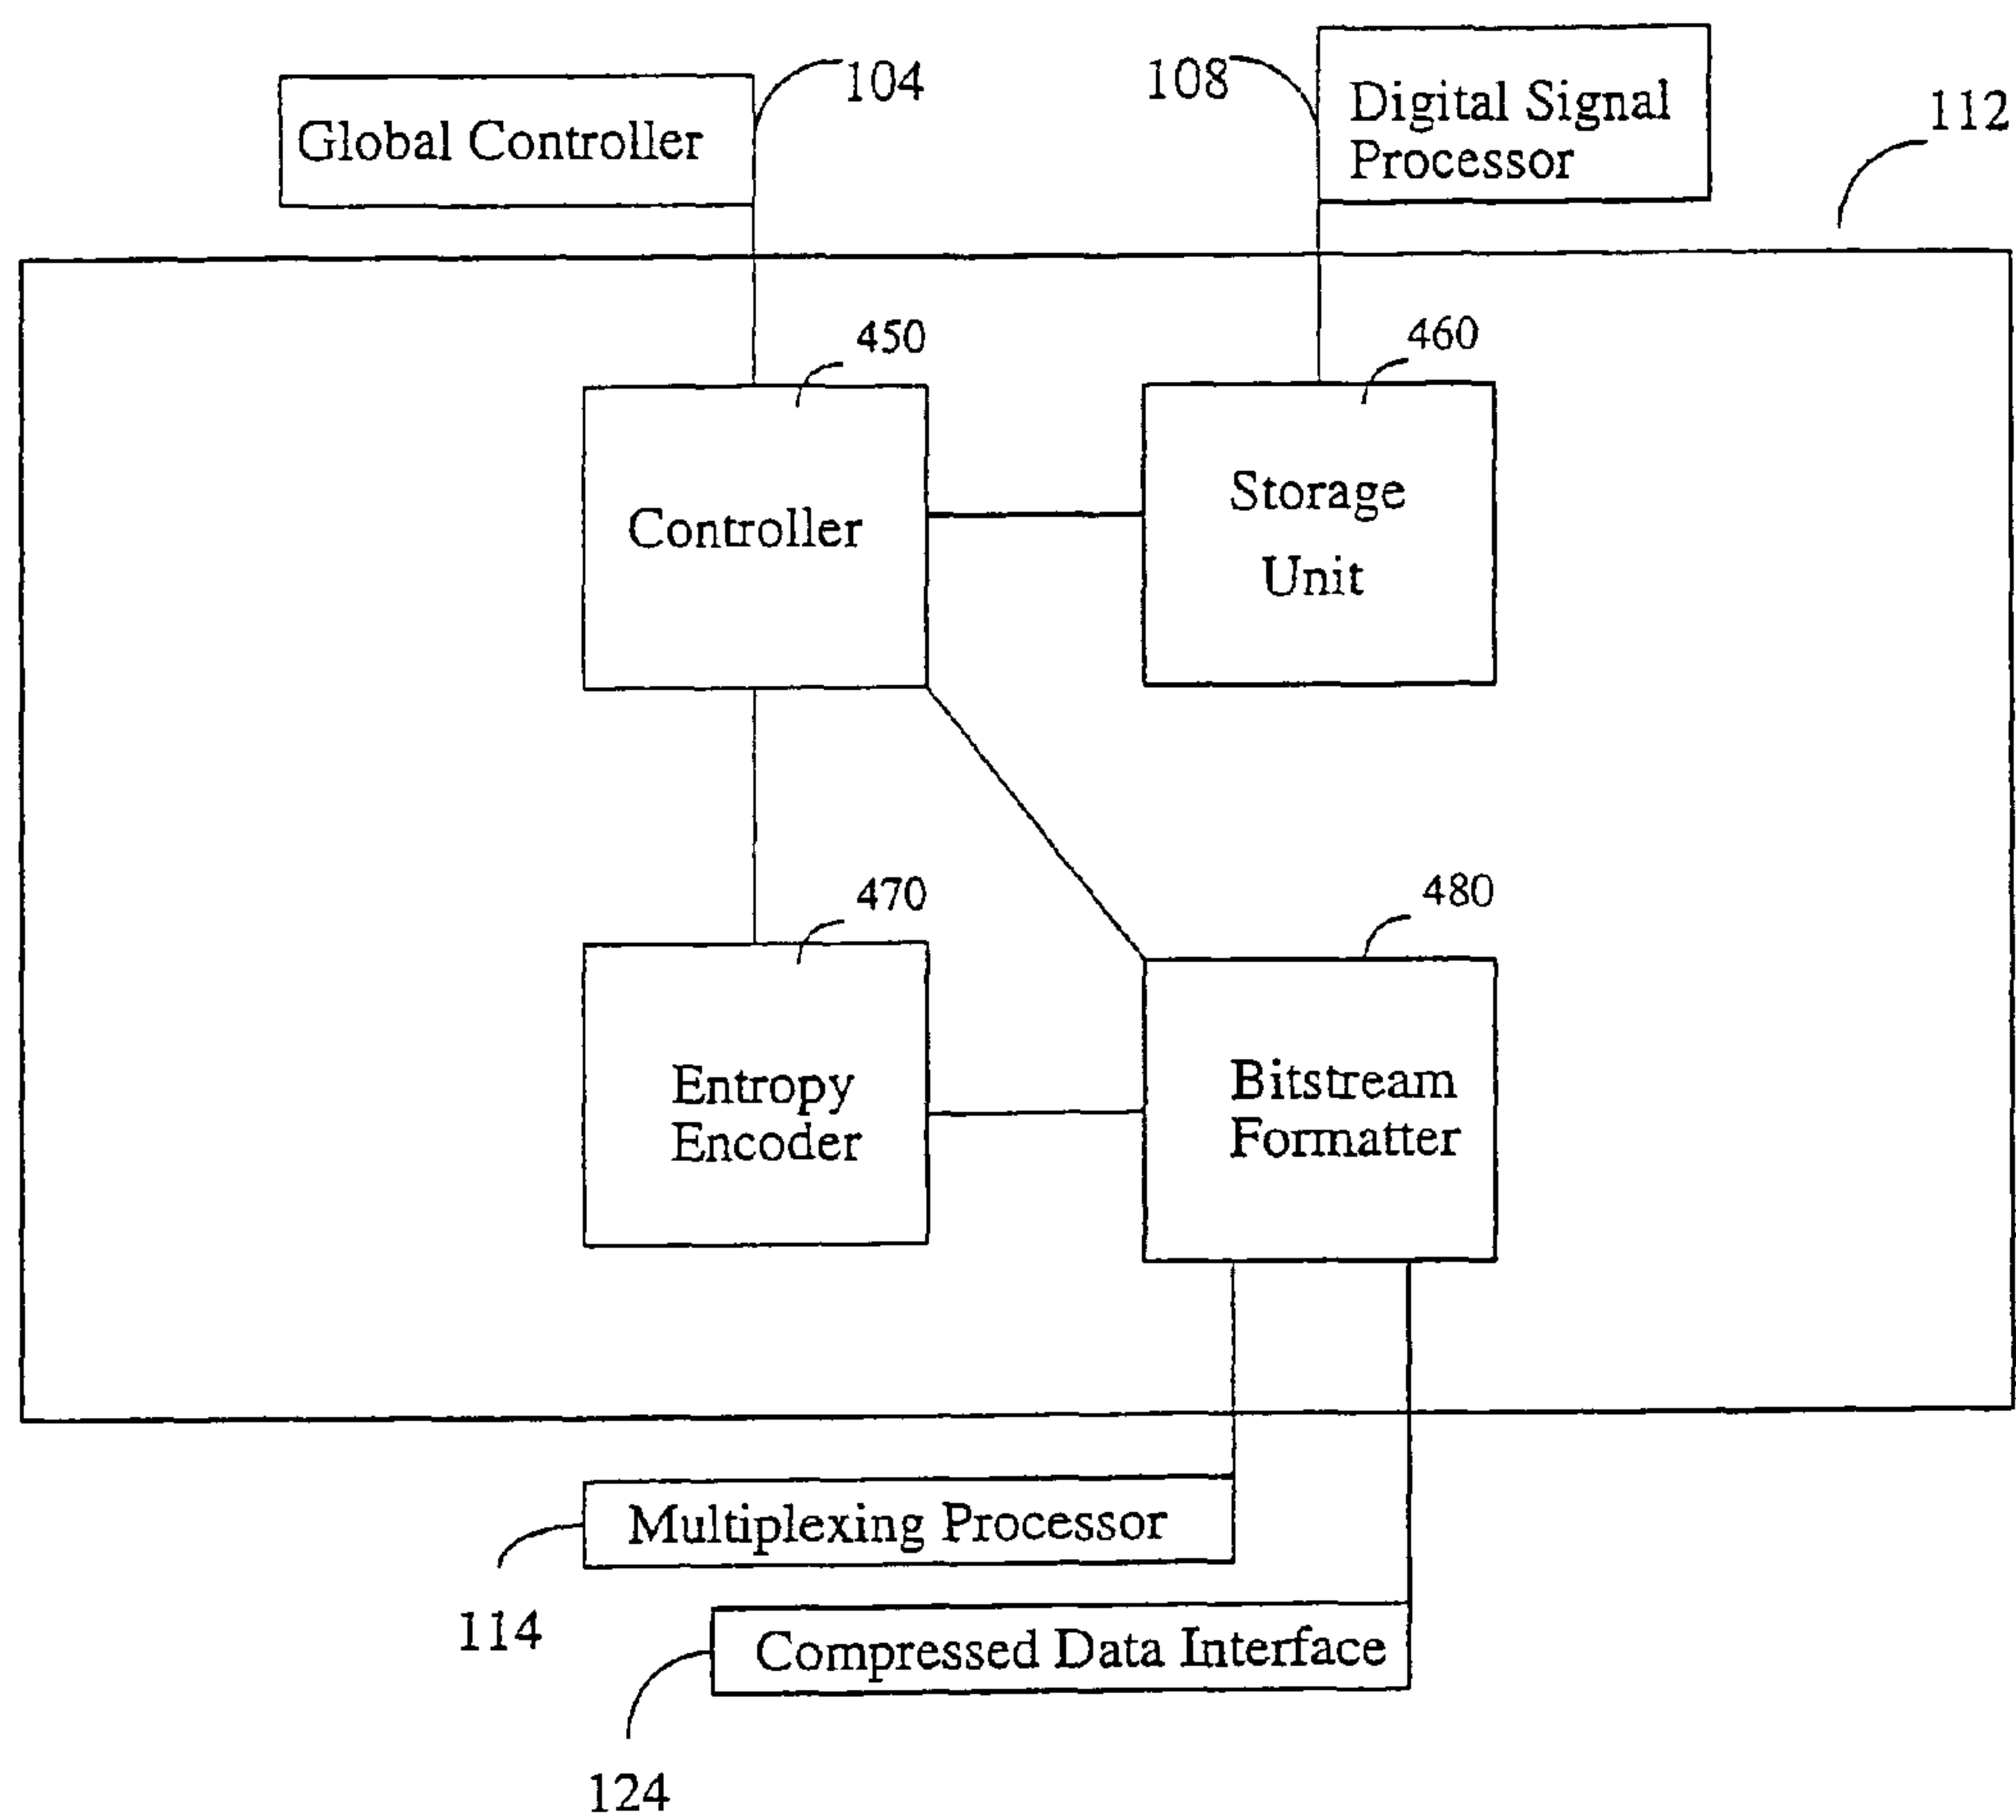 104
108
Digital Signal
Processor
112
Global Controller
450
460
Controller
Storage
Unit
470
480
Entropy
Encoder
Bitstream
Formatter
Multiplexing Processor
114
Compressed Data Interface
124